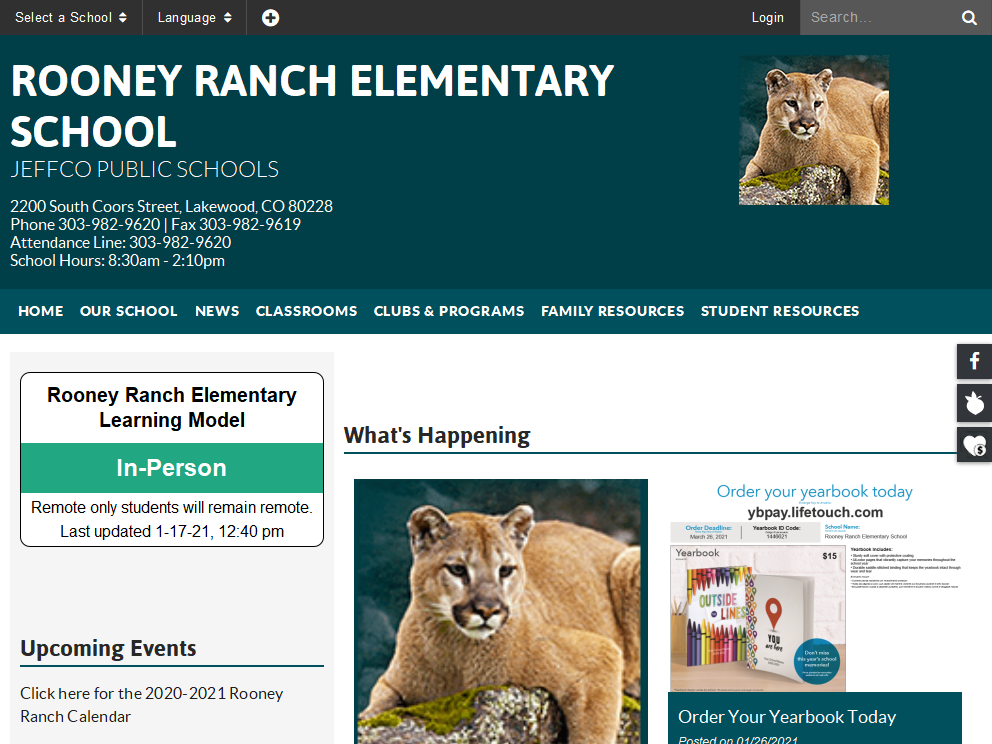 Select a School
Language
Login
Search...
ROONEY RANCH ELEMENTARY
SCHOOL
JEFFCO PUBLIC SCHOOLS
2200 South Coors Street, Lakewood, CO 80228
Phone 303-982-9620 | Fax 303-982-9619
Attendance Line: 303-982-9620
School Hours: 8:30am - 2:10pm
HOME OUR SCHOOL NEWS CLASSROOMS CLUBS & PROGRAMS FAMILY RESOURCES STUDENT RESOURCES
Rooney Ranch Elementary
Learning Model
In-Person
Remote only students will remain remote.
Last updated 1-17-21, 12:40 pm
Upcoming Events
Click here for the 2020-2021 Rooney
Ranch Calendar
What's Happening
Order your yearbook today
ybpay.lifetouch.com
Order Deadline:
March 26, 2021
Yearbook ID Code:
School Name:
Rooney Ranch Elementary School
Yearbook
$15
Yearbook Includes:
OUTSIDE
LINES
YOU
are here
Don't miss
this year's school
memories!
Order Your Yearbook Today
Posted on 01/26/2021